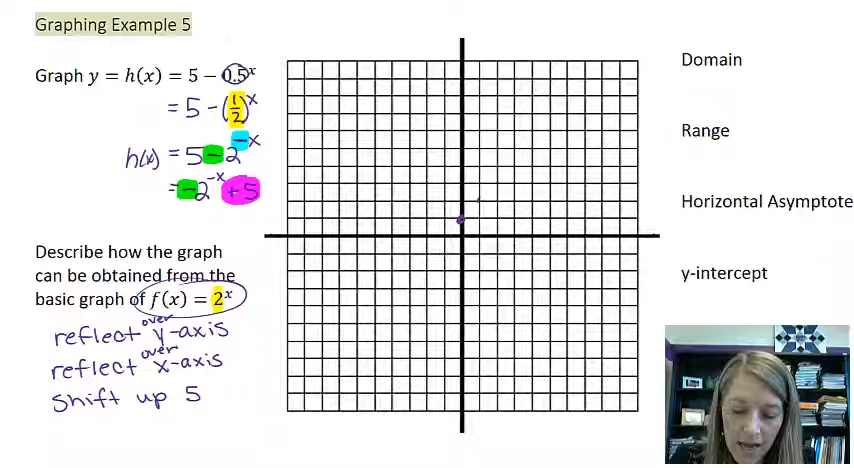 Graphing Example 5
Graph y = h(x) = 5 − 0.5ˣ
= 5 − (1/2)ˣ
h(x) = 5 − 2⁻ˣ
= −2⁻ˣ + 5
Describe how the graph
can be obtained from the
basic graph of f(x) = 2ˣ
reflect over y-axis
reflect over x-axis
shift up 5
Domain
Range
Horizontal Asymptote
y-intercept